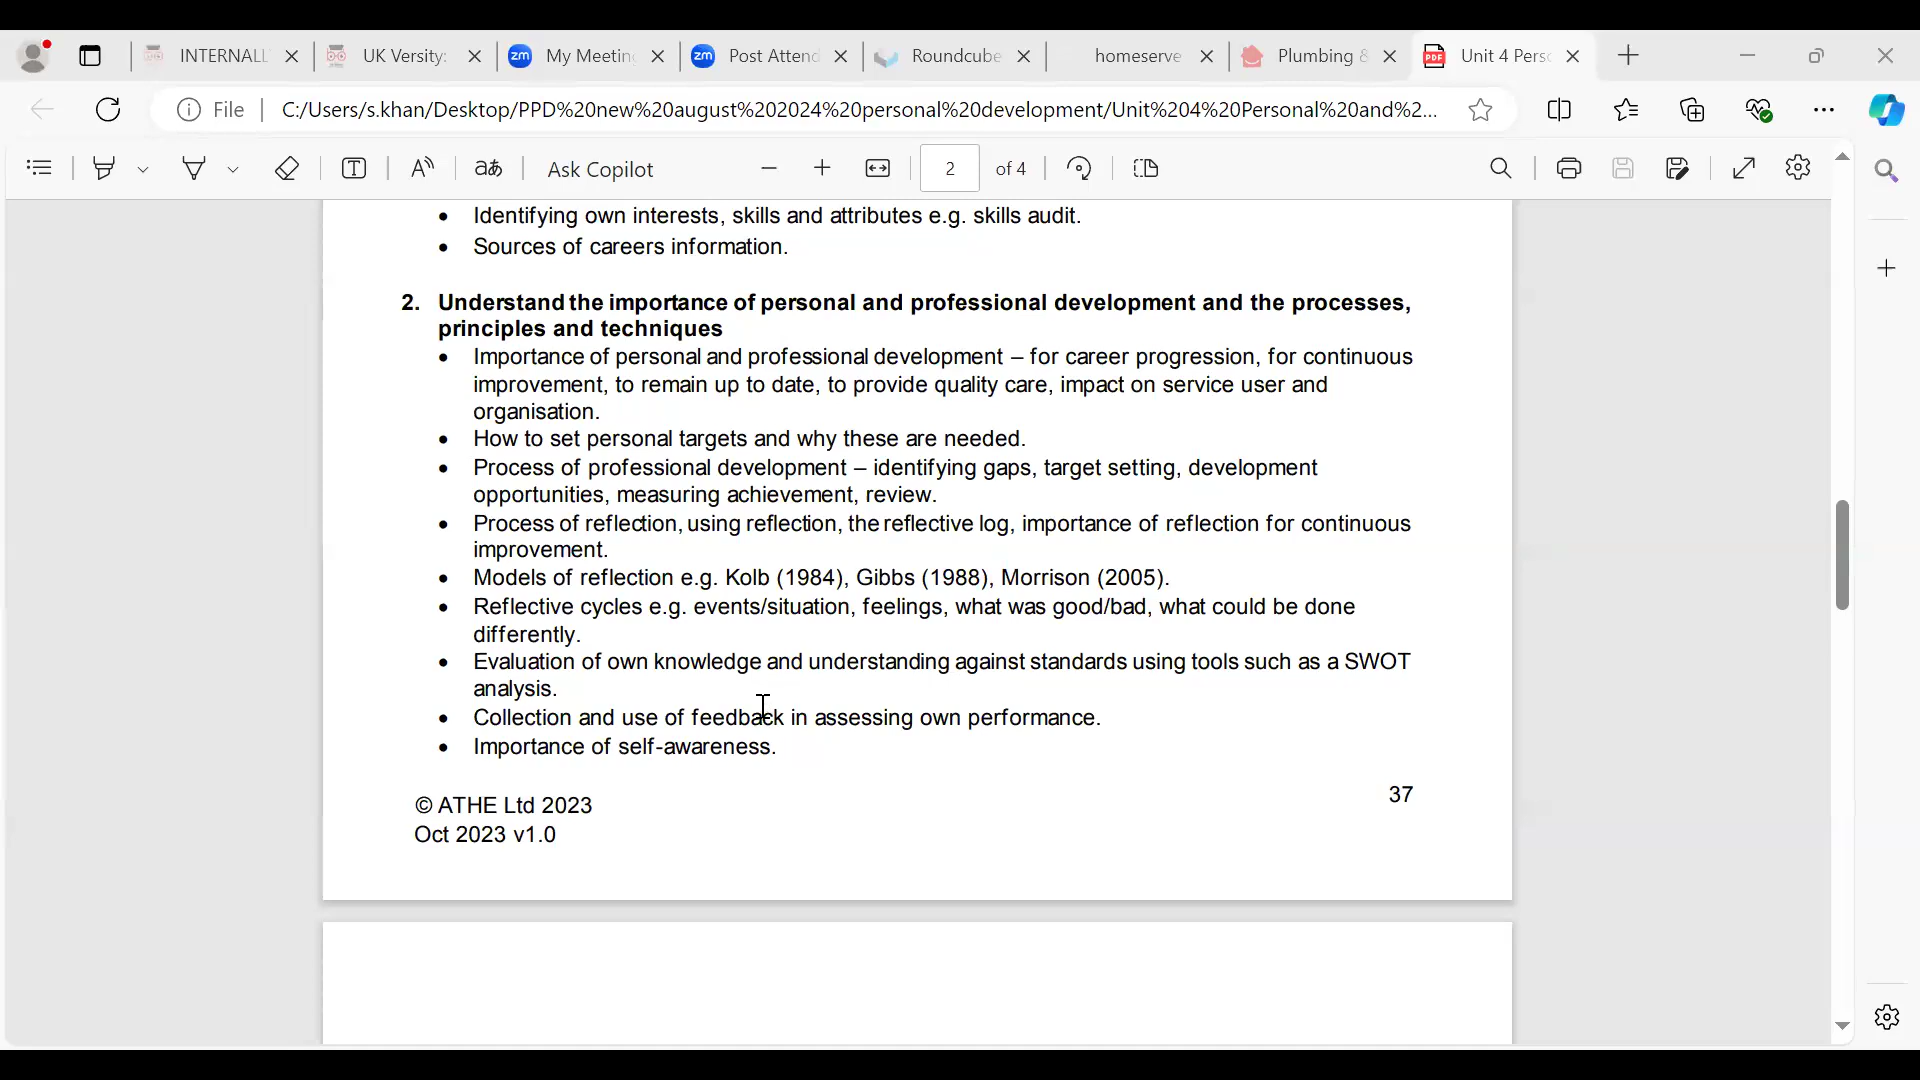 INTERNALL
UK Versity:
zm My Meeting
zm Post Attend
Roundcube
homeserve
Plumbing &
PDF Unit 4 Perso
File C:/Users/s.khan/Desktop/PPD%20new%20august%202024%20personal%20development/Unit%204%20Personal%20and%2...
aあ Ask Copilot 2 of 4
• Identifying own interests, skills and attributes e.g. skills audit.
• Sources of careers information.
2. Understand the importance of personal and professional development and the processes,
principles and techniques
• Importance of personal and professional development – for career progression, for continuous
improvement, to remain up to date, to provide quality care, impact on service user and
organisation.
• How to set personal targets and why these are needed.
• Process of professional development – identifying gaps, target setting, development
opportunities, measuring achievement, review.
• Process of reflection, using reflection, the reflective log, importance of reflection for continuous
improvement.
• Models of reflection e.g. Kolb (1984), Gibbs (1988), Morrison (2005).
• Reflective cycles e.g. events/situation, feelings, what was good/bad, what could be done
differently.
• Evaluation of own knowledge and understanding against standards using tools such as a SWOT
analysis.
• Collection and use of feedback in assessing own performance.
• Importance of self-awareness.
37
© ATHE Ltd 2023
Oct 2023 v1.0